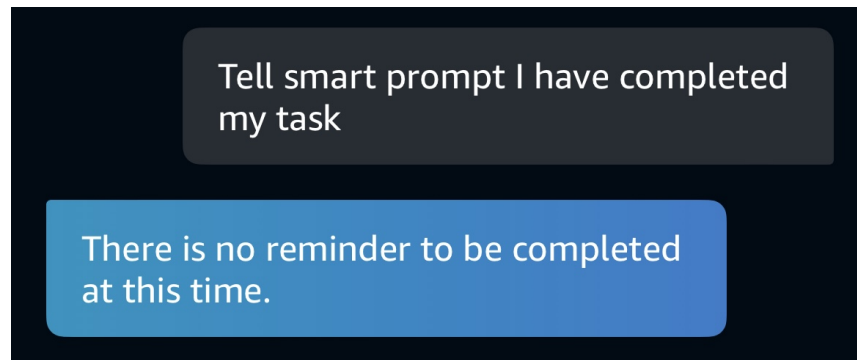 Tell smart prompt I have completed
my task
There is no reminder to be completed
at this time.